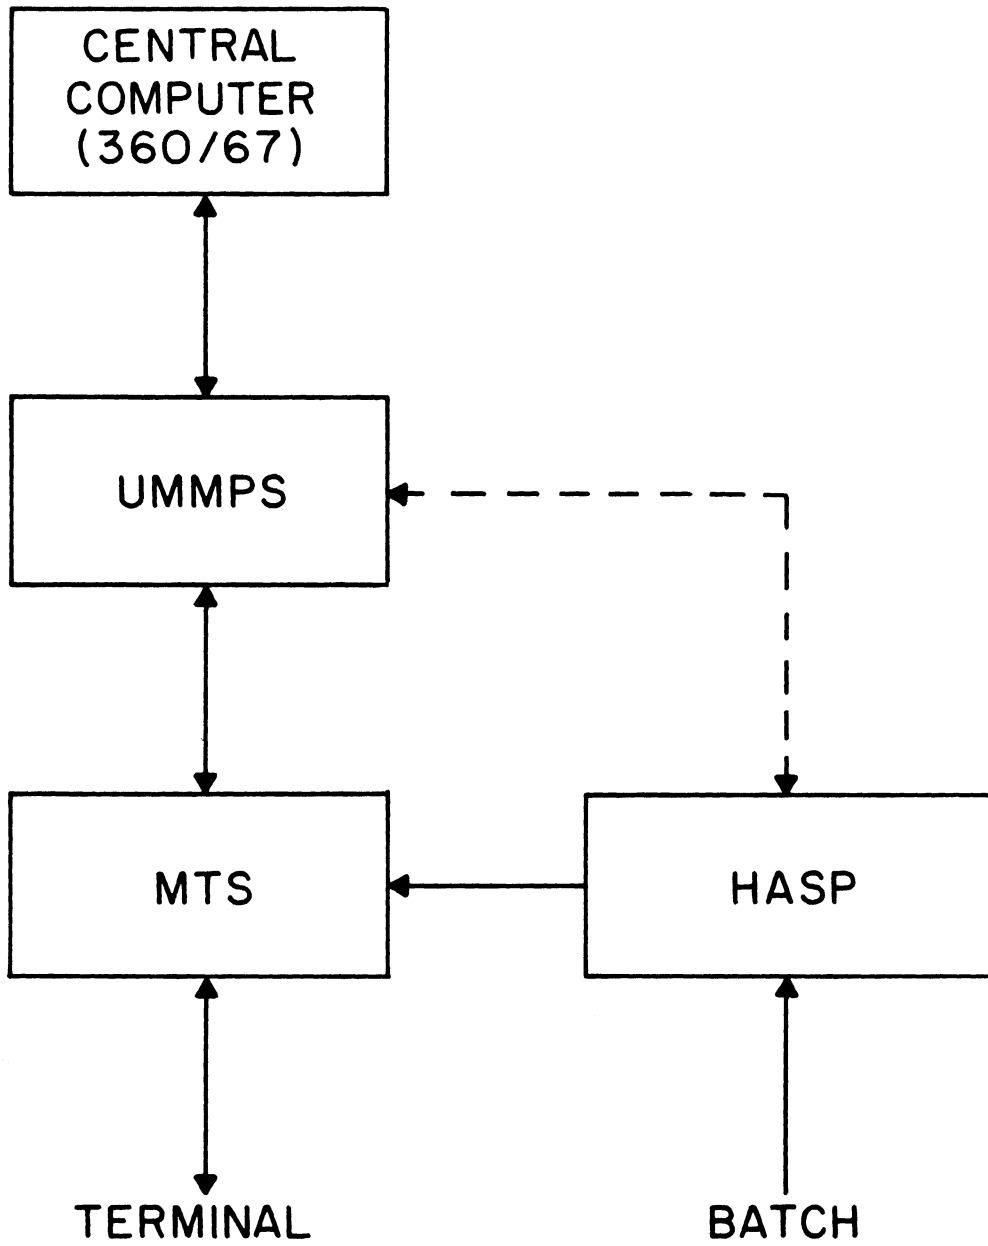 CENTRAL
COMPUTER
(360/67)
UMMPS
MTS
HASP
TERMINAL
BATCH